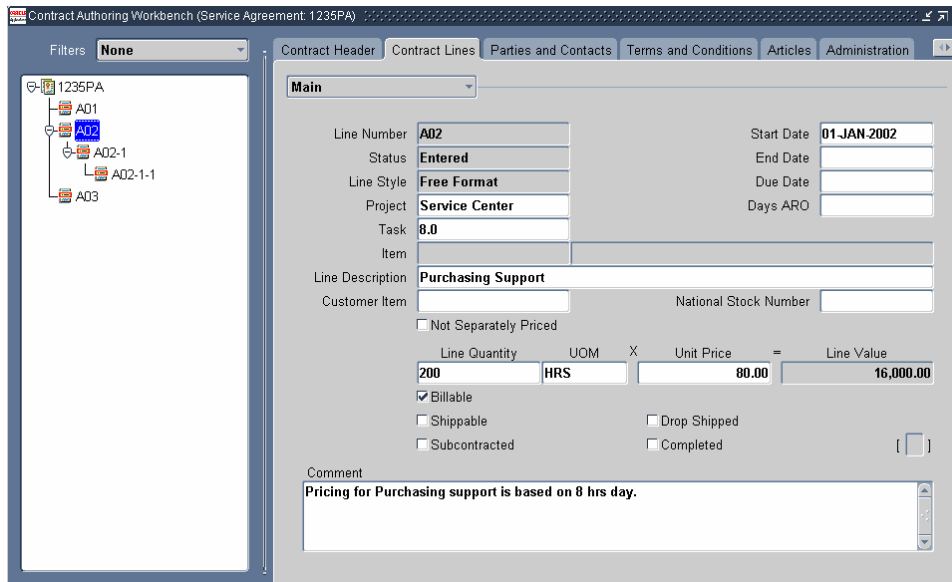 ORACLE
Contract Authoring Workbench (Service Agreement: 1235PA)
Filters None
1235PA
A01
A02
A02-1
A02-1-1
A03
Contract Header Contract Lines Parties and Contacts Terms and Conditions Articles Administration
Main
Line Number A02 Start Date 01-JAN-2002
Status Entered End Date
Line Style Free Format Due Date
Project Service Center Days ARO
Task 8.0
Item
Line Description Purchasing Support
Customer Item National Stock Number
Not Separately Priced
Line Quantity UOM X Unit Price = Line Value
200 HRS 80.00 16,000.00
Billable
Shippable Drop Shipped
Subcontracted Completed [ ]
Comment
Pricing for Purchasing support is based on 8 hrs day.